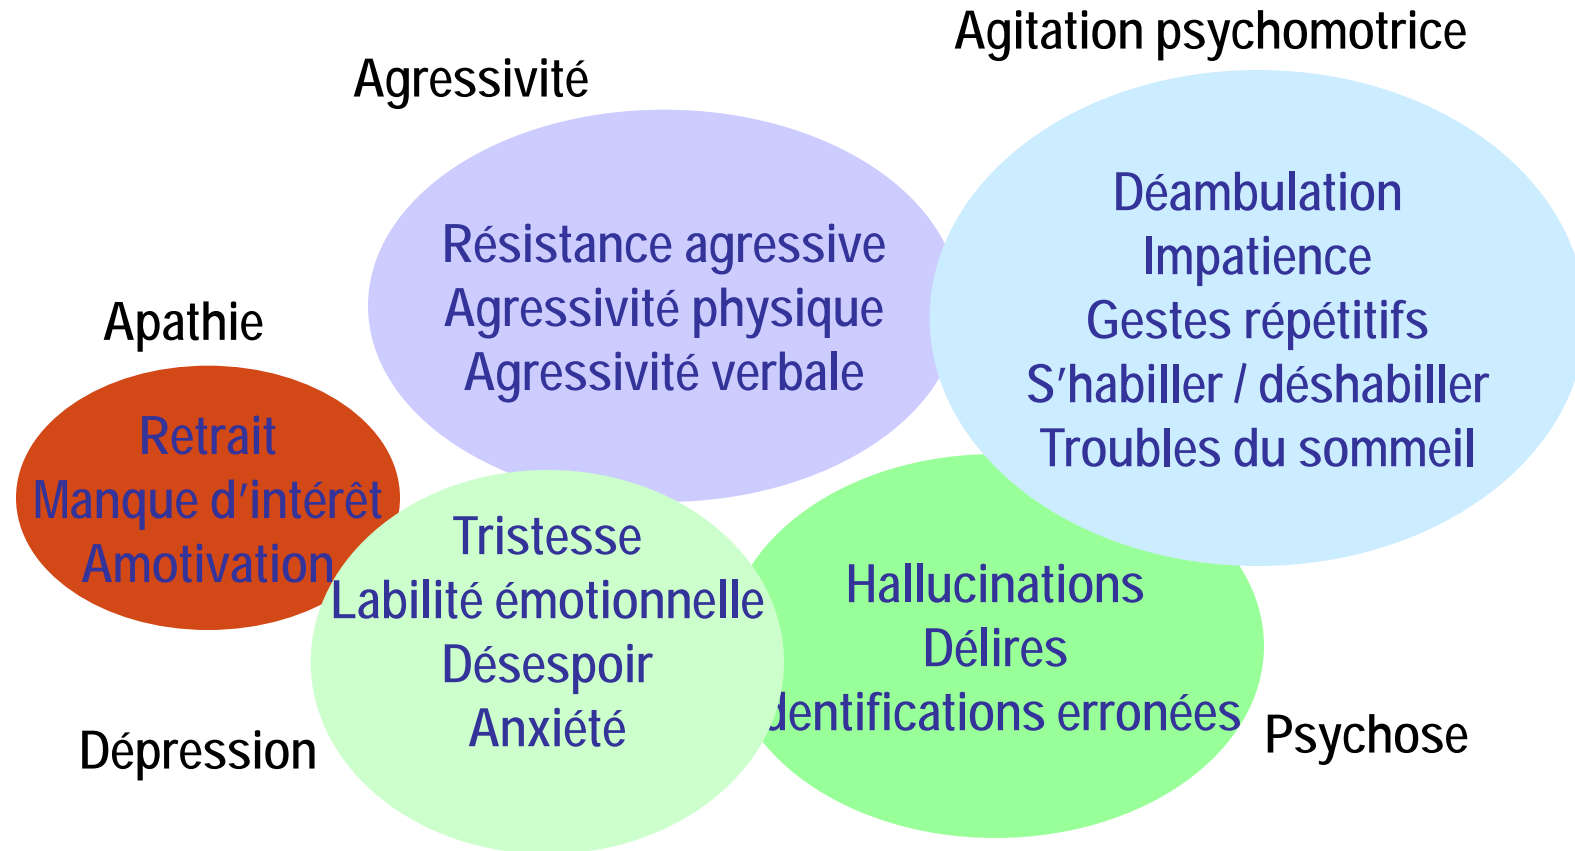 Agitation psychomotrice
Déambulation
Impatience
Gestes répétitifs
S'habiller / déshabiller
Troubles du sommeil
Agressivité
Résistance agressive
Agressivité physique
Agressivité verbale
Apathie
Retrait
Manque d'intérêt
Amotivation
Dépression
Tristesse
Labilité émotionnelle
Désespoir
Anxiété
Psychose
Hallucinations
Délires
dentifications erronées